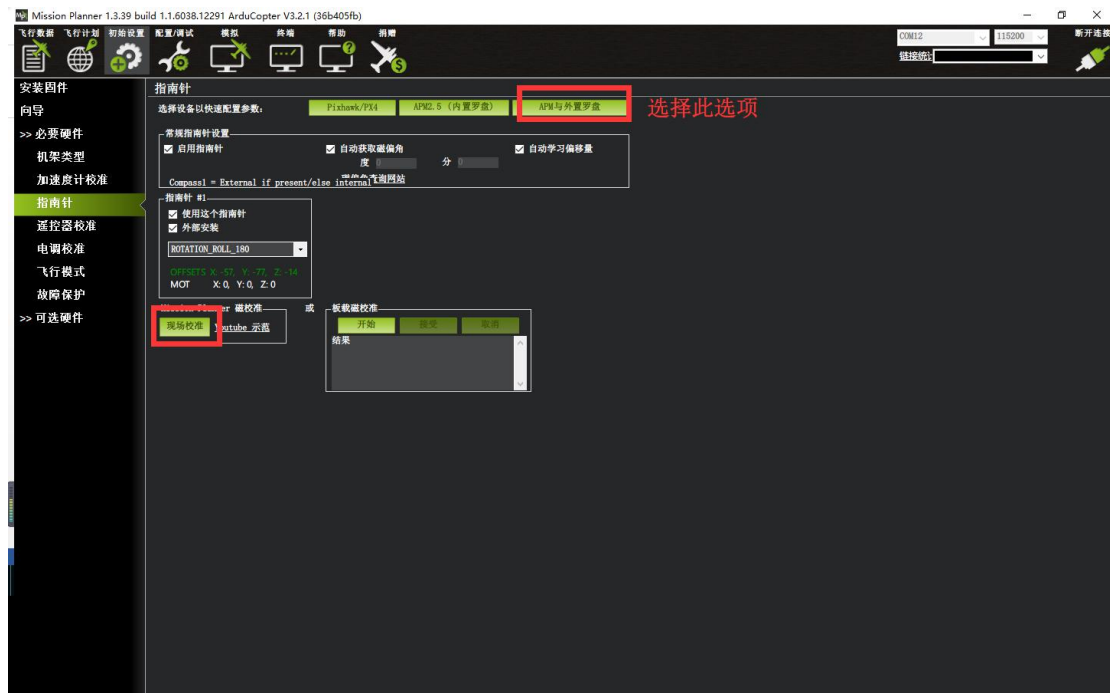 Mission Planner 1.3.39 build 1.1.6038.12291 ArduCopter V3.2.1 (36b405fb)
飞行数据 飞行计划 初始设置 配置/调试 模拟 终端 帮助 捐赠
COM12 115200 断开连接
链接统计:
安装固件
向导
>> 必要硬件
机架类型
加速度计校准
指南针
遥控器校准
电调校准
飞行模式
故障保护
>> 可选硬件
指南针
选择设备以快速配置参数: Pixhawk/PX4 APM2.5 (内置罗盘) APM与外置罗盘 选择此选项
常规指南针设置
启用指南针 自动获取磁偏角 自动学习偏移量
度 0 分 0
Compass1 = External if present/else internal 查询网站
指南针 #1
使用这个指南针
外部安装
ROTATION_ROLL_180
OFFSETS X: -57, Y: -77, Z: -14
MOT X: 0, Y: 0, Z: 0
Mission Planner 磁校准 或 板载磁校准
现场校准 Youtube 示范 开始 接受 取消
结果